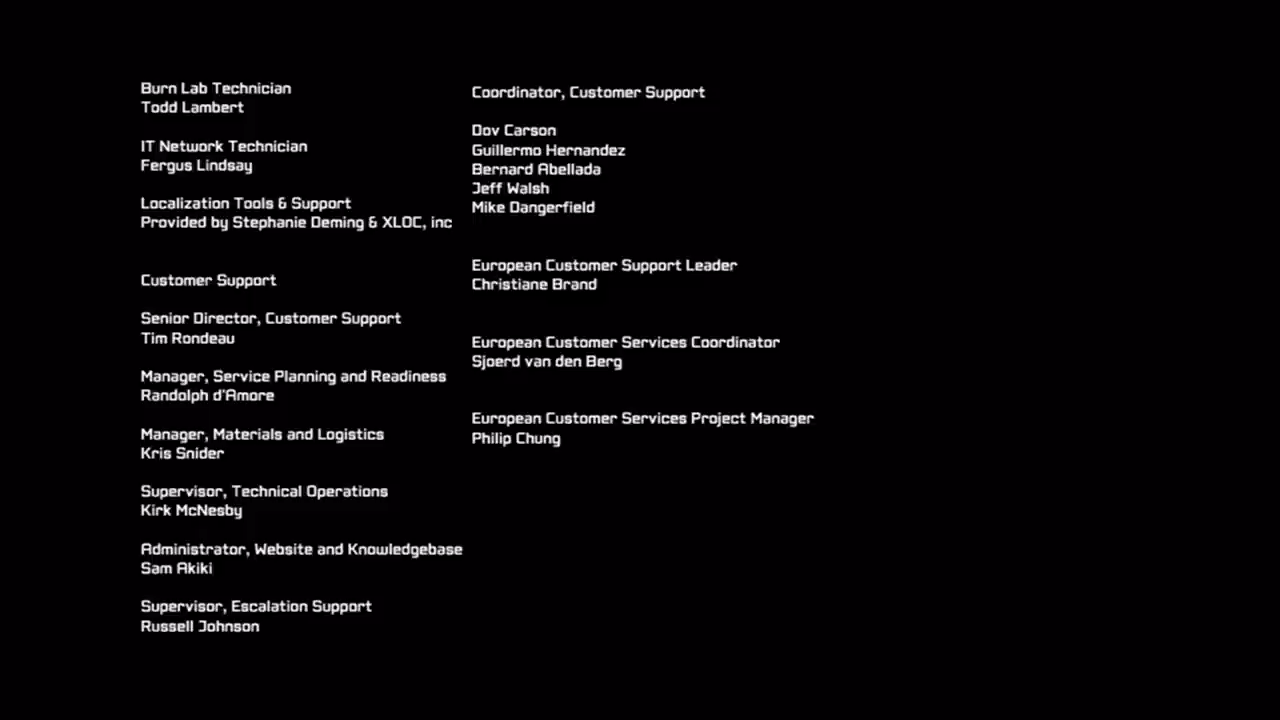 Burn Lab Technician
Todd Lambert
IT Network Technician
Fergus Lindsay
Localization Tools & Support
Provided by Stephanie Deming & XLOC, inc
Customer Support
Senior Director, Customer Support
Tim Rondeau
Manager, Service Planning and Readiness
Randolph d'Amore
Manager, Materials and Logistics
Kris Snider
Supervisor, Technical Operations
Kirk McNesby
Administrator, Website and Knowledgebase
Sam Akiki
Supervisor, Escalation Support
Russell Johnson
Coordinator, Customer Support
Dov Carson
Guillermo Hernandez
Bernard Abellada
Jeff Walsh
Mike Dangerfield
European Customer Support Leader
Christiane Brand
European Customer Services Coordinator
Sjoerd van den Berg
European Customer Services Project Manager
Philip Chung